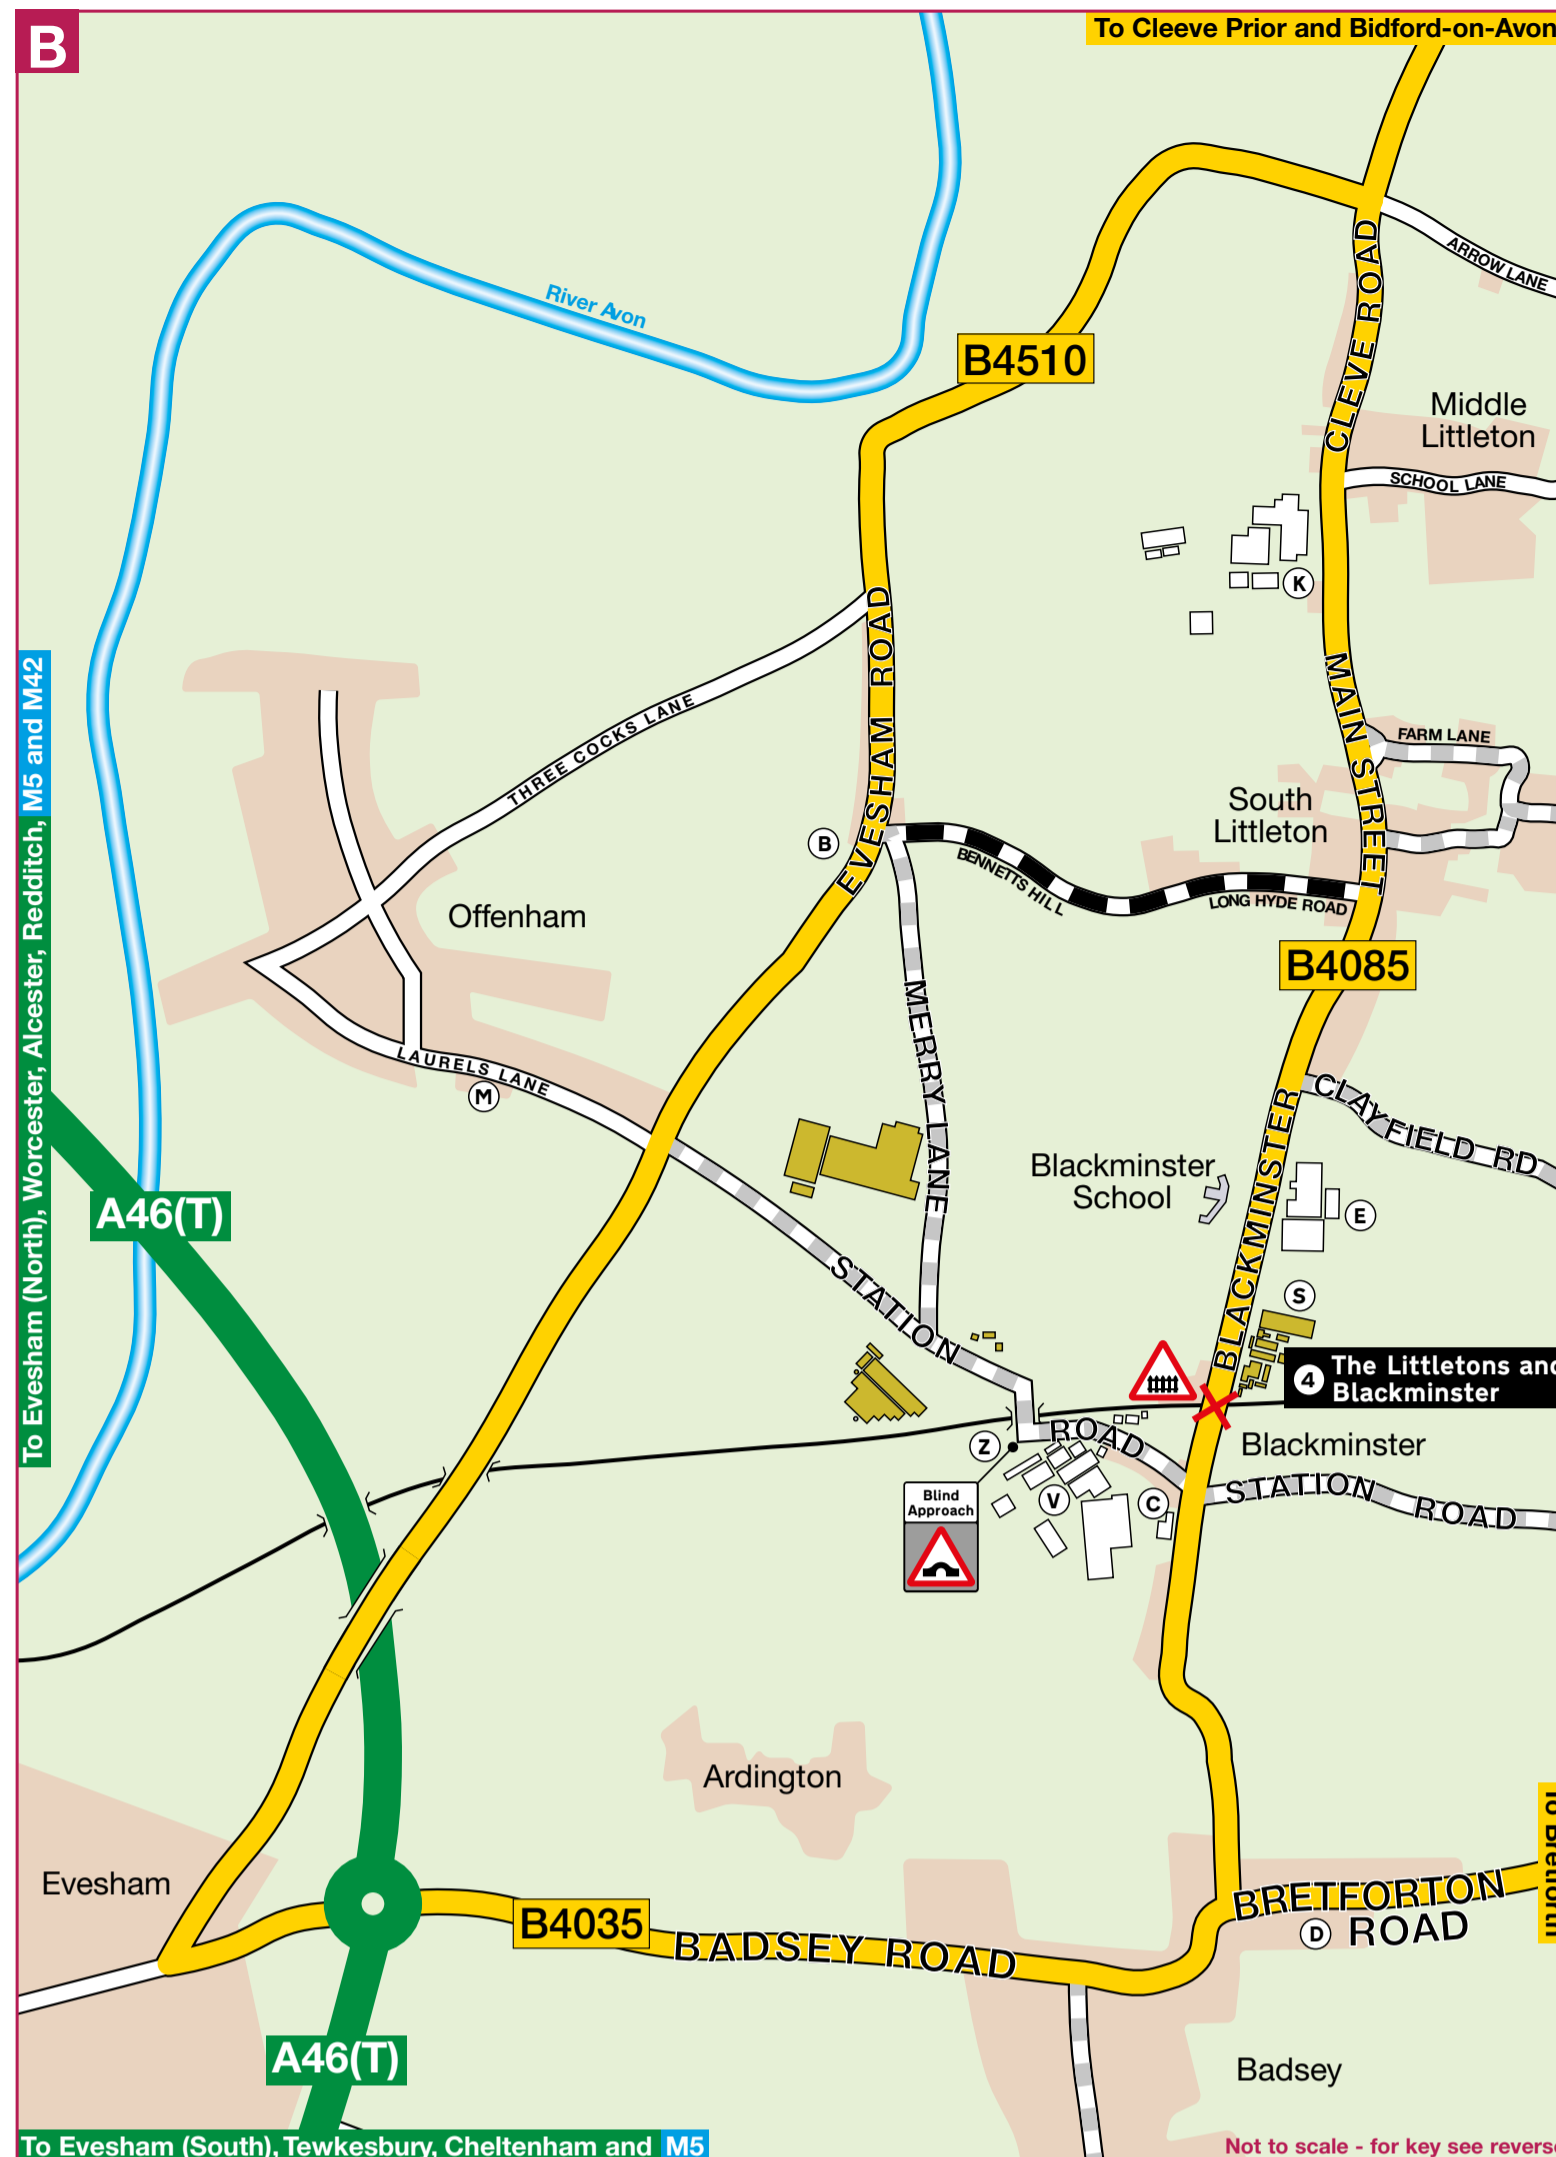 B
To Cleeve Prior and Bidford-on-Avon
River Avon
B4510
CLEVE ROAD
ARROW LANE
Middle
Littleton
SCHOOL LANE
K
EVESHAM ROAD
THREE COCKS LANE
MAIN STREET
FARM LANE
South
Littleton
B
BENNETTS HILL
LONG HYDE ROAD
Offenham
B4085
To Evesham (North), Worcester, Alcester, Redditch, M5 and M42
MERRY LANE
LAURELS LANE
M
CLAYFIELD RD
BLACKMINSTER
Blackminster
School
E
A46(T)
STATION
S
4
The Littletons and
Blackminster
ROAD
Z
Blackminster
Blind
Approach
V
C
STATION ROAD
Ardington
To Bretforth
Evesham
B4035
BADSEY ROAD
BRETFORTON
ROAD
D
A46(T)
Badsey
To Evesham (South), Tewkesbury, Cheltenham and M5
Not to scale - for key see reverse